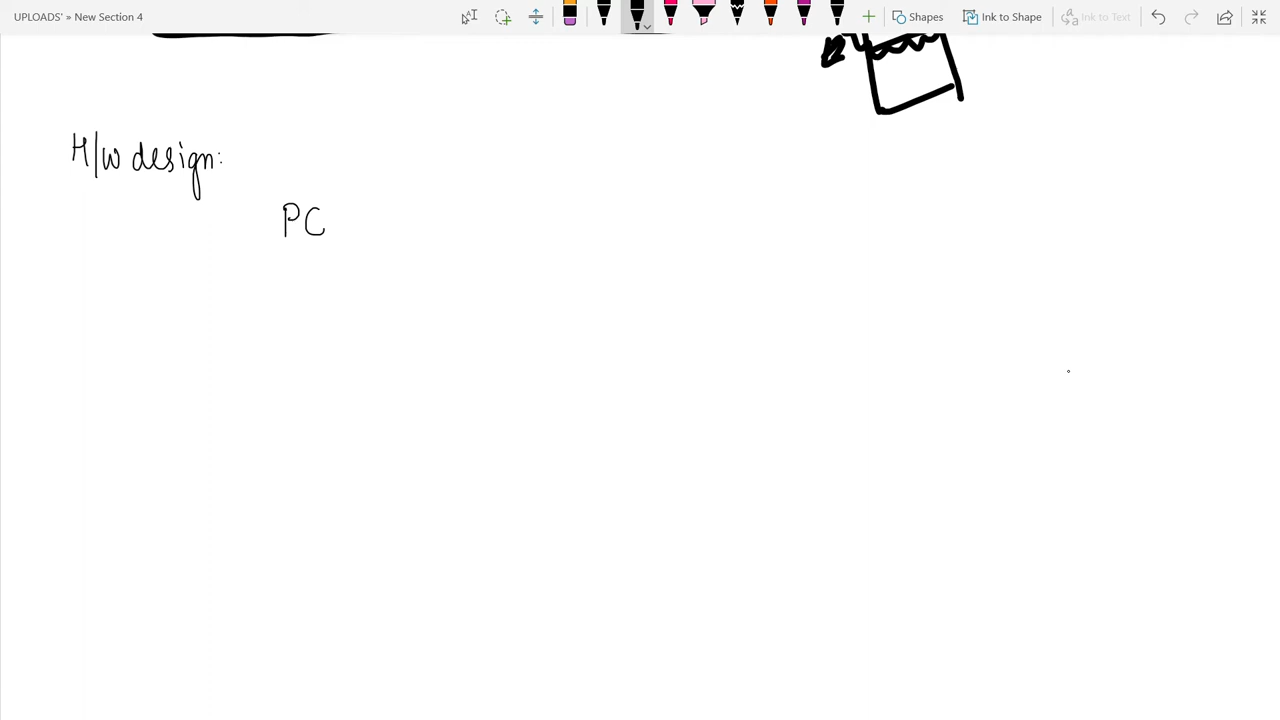 UPLOADS' » New Section 4
Shapes
Ink to Shape
Ink to Text
H/w design:
PC